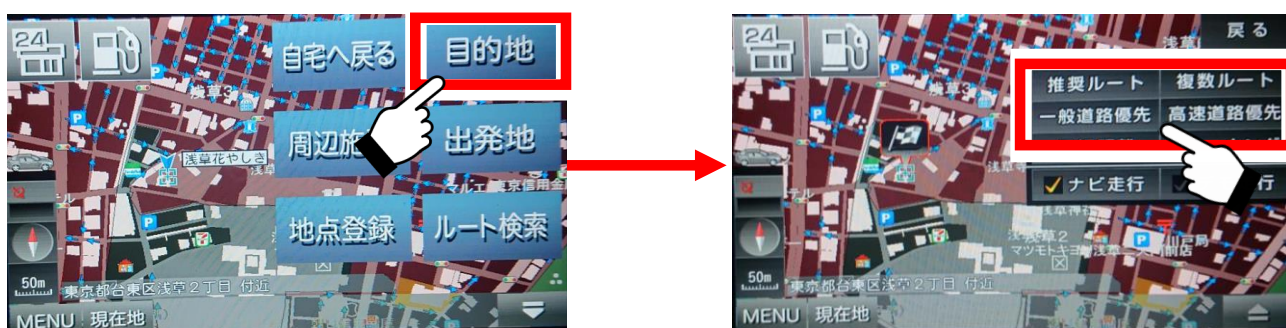 24
自宅へ戻る
目的地
浅草3
P
周辺施
出発地
浅草花やしき
地点登録
ルート検索
50m
東京都台東区浅草2丁目 付近
MENU
現在地
24
戻る
推奨ルート
複数ルート
一般道路優先
高速道路優先
ナビ走行
行
P
浅草神社
浅草2
マツモトキヨシ
50m
東京都台東区浅草2丁目 付近
MENU
現在地